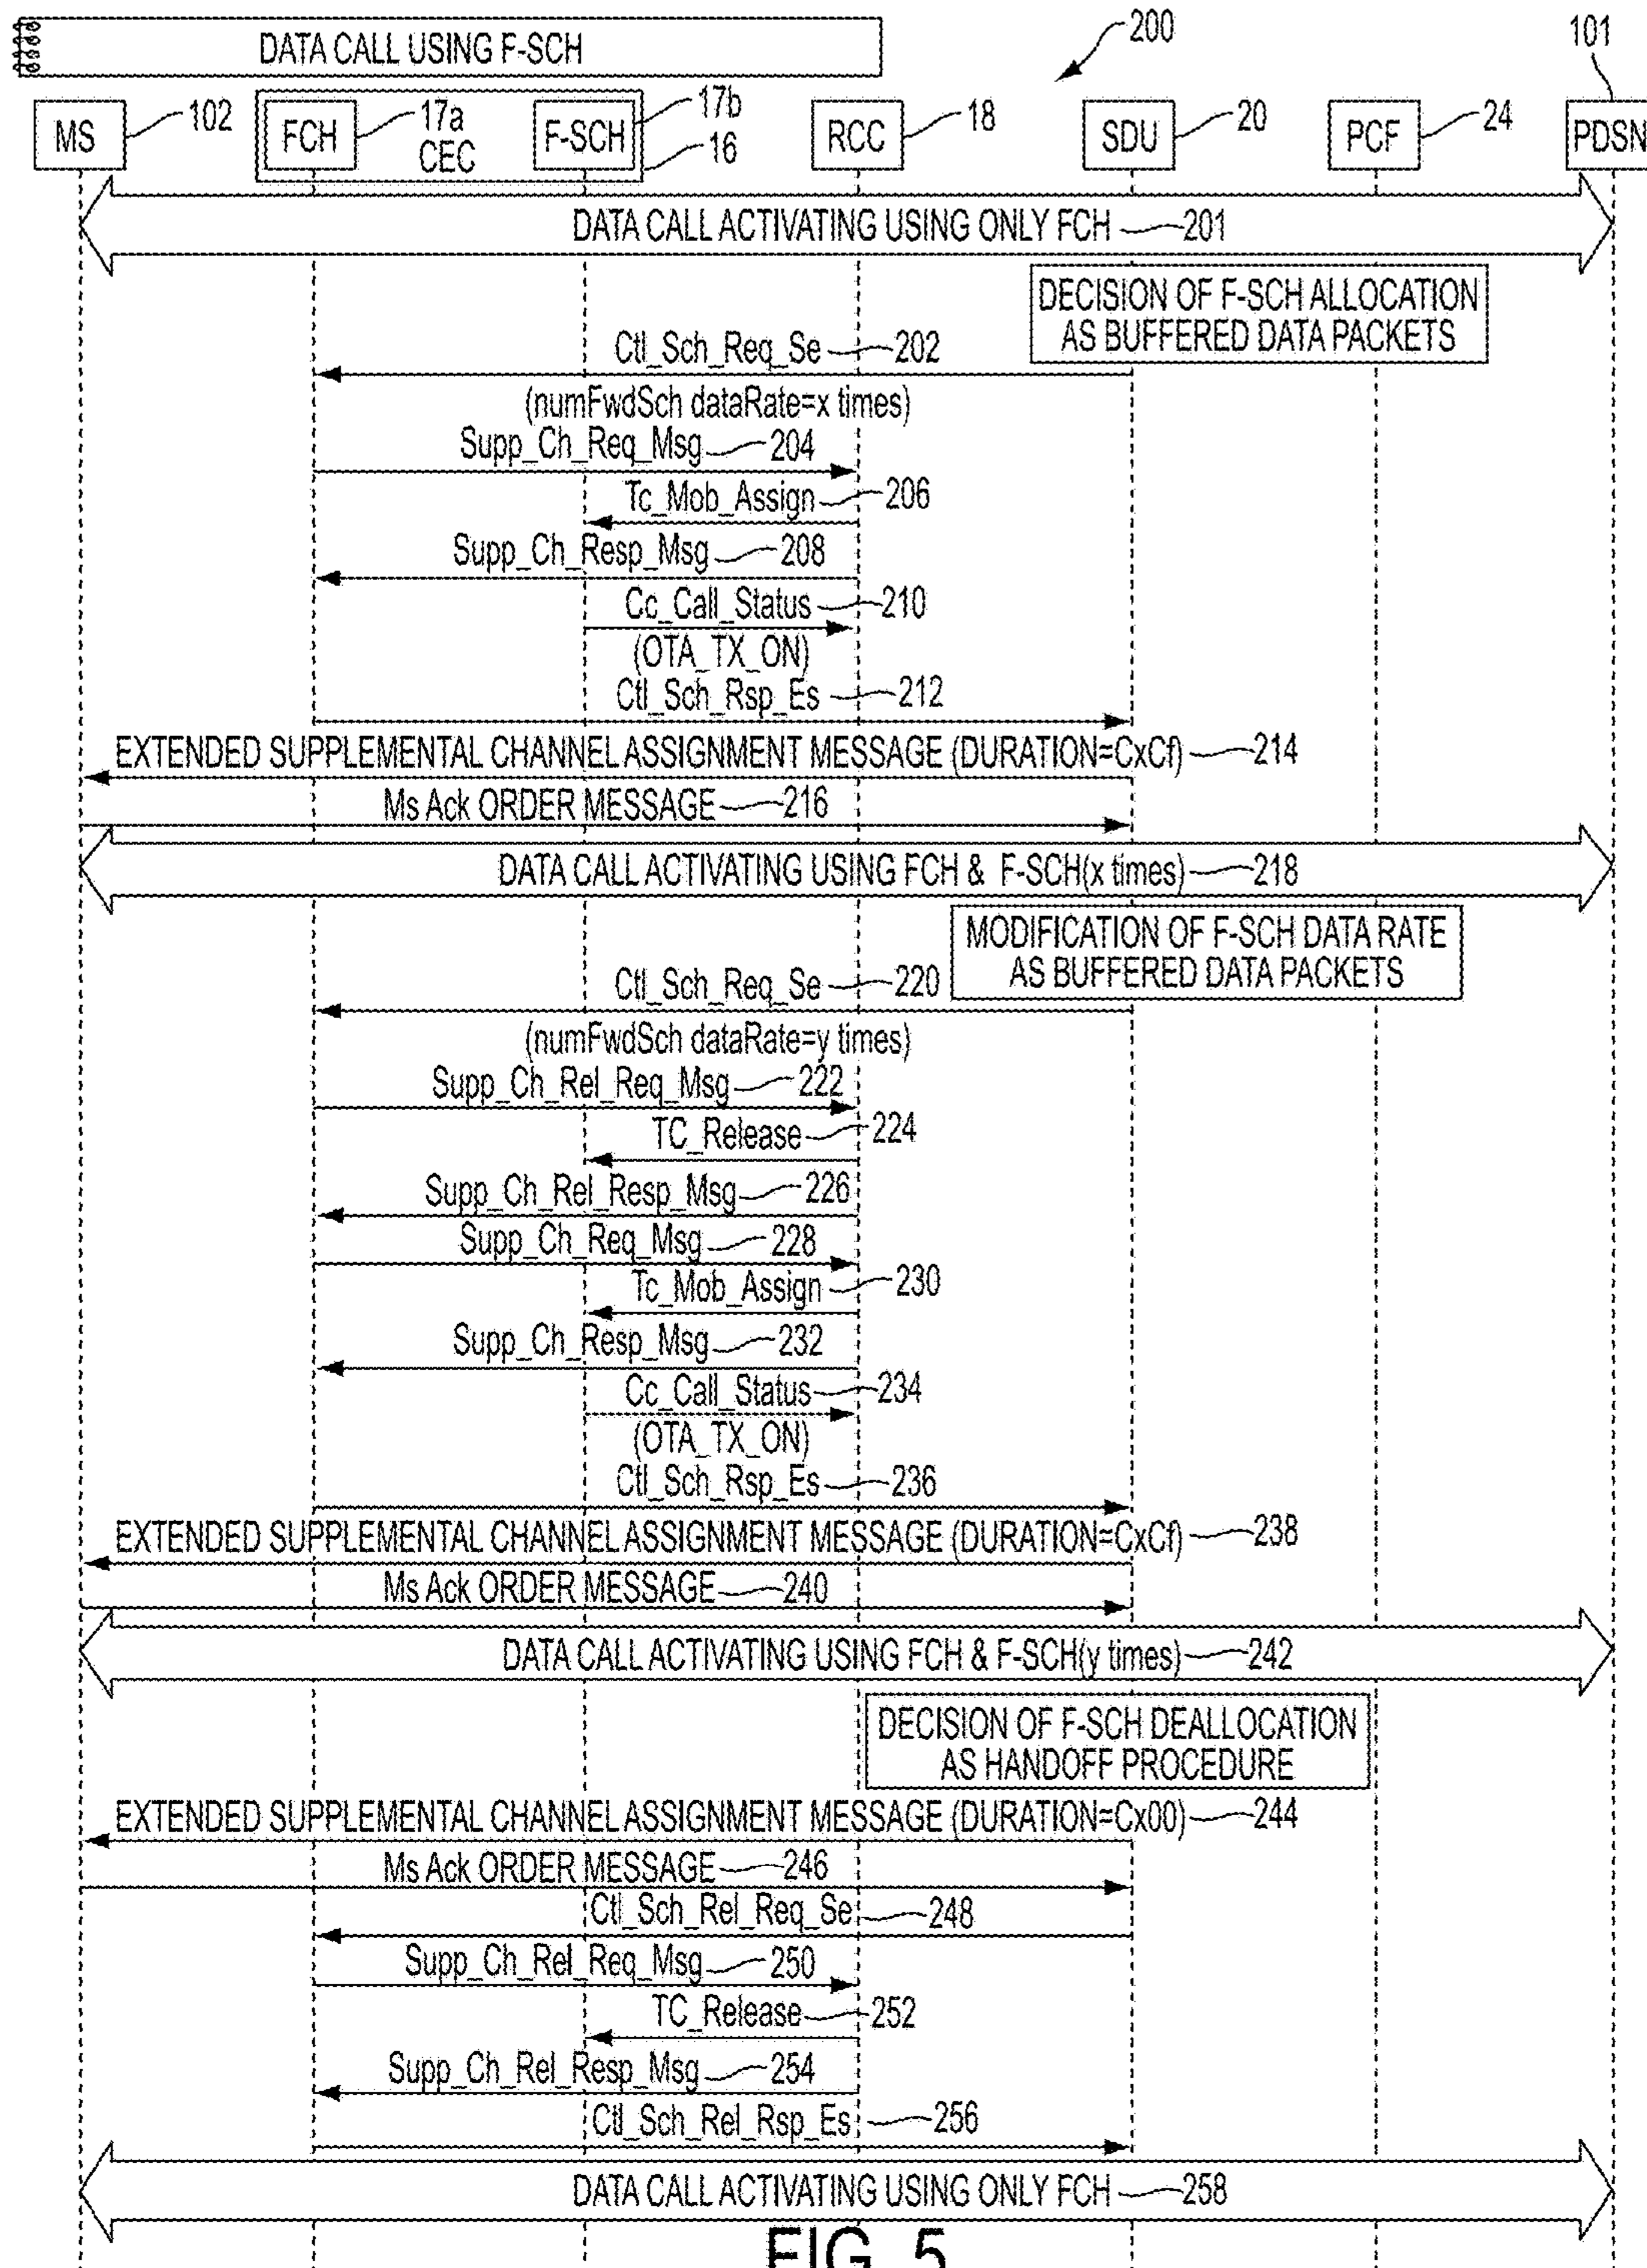 DATA CALL USING F-SCH
200
101
MS
102
FCH
17a
CEC
F-SCH
17b
16
RCC
18
SDU
20
PCF
24
PDSN
DATA CALL ACTIVATING USING ONLY FCH 201
DECISION OF F-SCH ALLOCATION
AS BUFFERED DATA PACKETS
Ctl_Sch_Req_Se 202
(numFwdSch dataRate=x times)
Supp_Ch_Req_Msg 204
Tc_Mob_Assign 206
Supp_Ch_Resp_Msg 208
Cc_Call_Status 210
(OTA_TX_ON)
Ctl_Sch_Rsp_Es 212
EXTENDED SUPPLEMENTAL CHANNEL ASSIGNMENT MESSAGE (DURATION=CxCf) 214
Ms Ack ORDER MESSAGE 216
DATA CALL ACTIVATING USING FCH & F-SCH(x times) 218
MODIFICATION OF F-SCH DATA RATE
AS BUFFERED DATA PACKETS
Ctl_Sch_Req_Se 220
(numFwdSch dataRate=y times)
Supp_Ch_Rel_Req_Msg 222
TC_Release 224
Supp_Ch_Rel_Resp_Msg 226
Supp_Ch_Req_Msg 228
Tc_Mob_Assign 230
Supp_Ch_Resp_Msg 232
Cc_Call_Status 234
(OTA_TX_ON)
Ctl_Sch_Rsp_Es 236
EXTENDED SUPPLEMENTAL CHANNEL ASSIGNMENT MESSAGE (DURATION=CxCf) 238
Ms Ack ORDER MESSAGE 240
DATA CALL ACTIVATING USING FCH & F-SCH(y times) 242
DECISION OF F-SCH DEALLOCATION
AS HANDOFF PROCEDURE
EXTENDED SUPPLEMENTAL CHANNEL ASSIGNMENT MESSAGE (DURATION=Cx00) 244
Ms Ack ORDER MESSAGE 246
Ctl_Sch_Rel_Req_Se 248
Supp_Ch_Rel_Req_Msg 250
TC_Release 252
Supp_Ch_Rel_Resp_Msg 254
Ctl_Sch_Rel_Rsp_Es 256
DATA CALL ACTIVATING USING ONLY FCH 258
FIG. 5